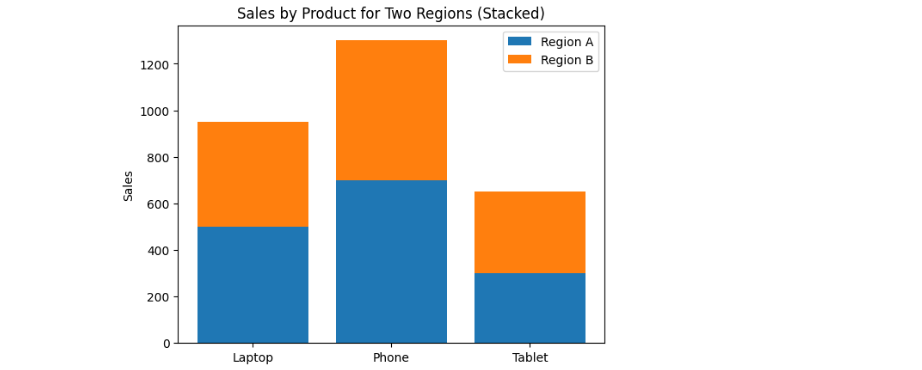 Sales by Product for Two Regions (Stacked)
Region A
Region B
1200
1000
800
600
400
200
0
Sales
Laptop Phone Tablet